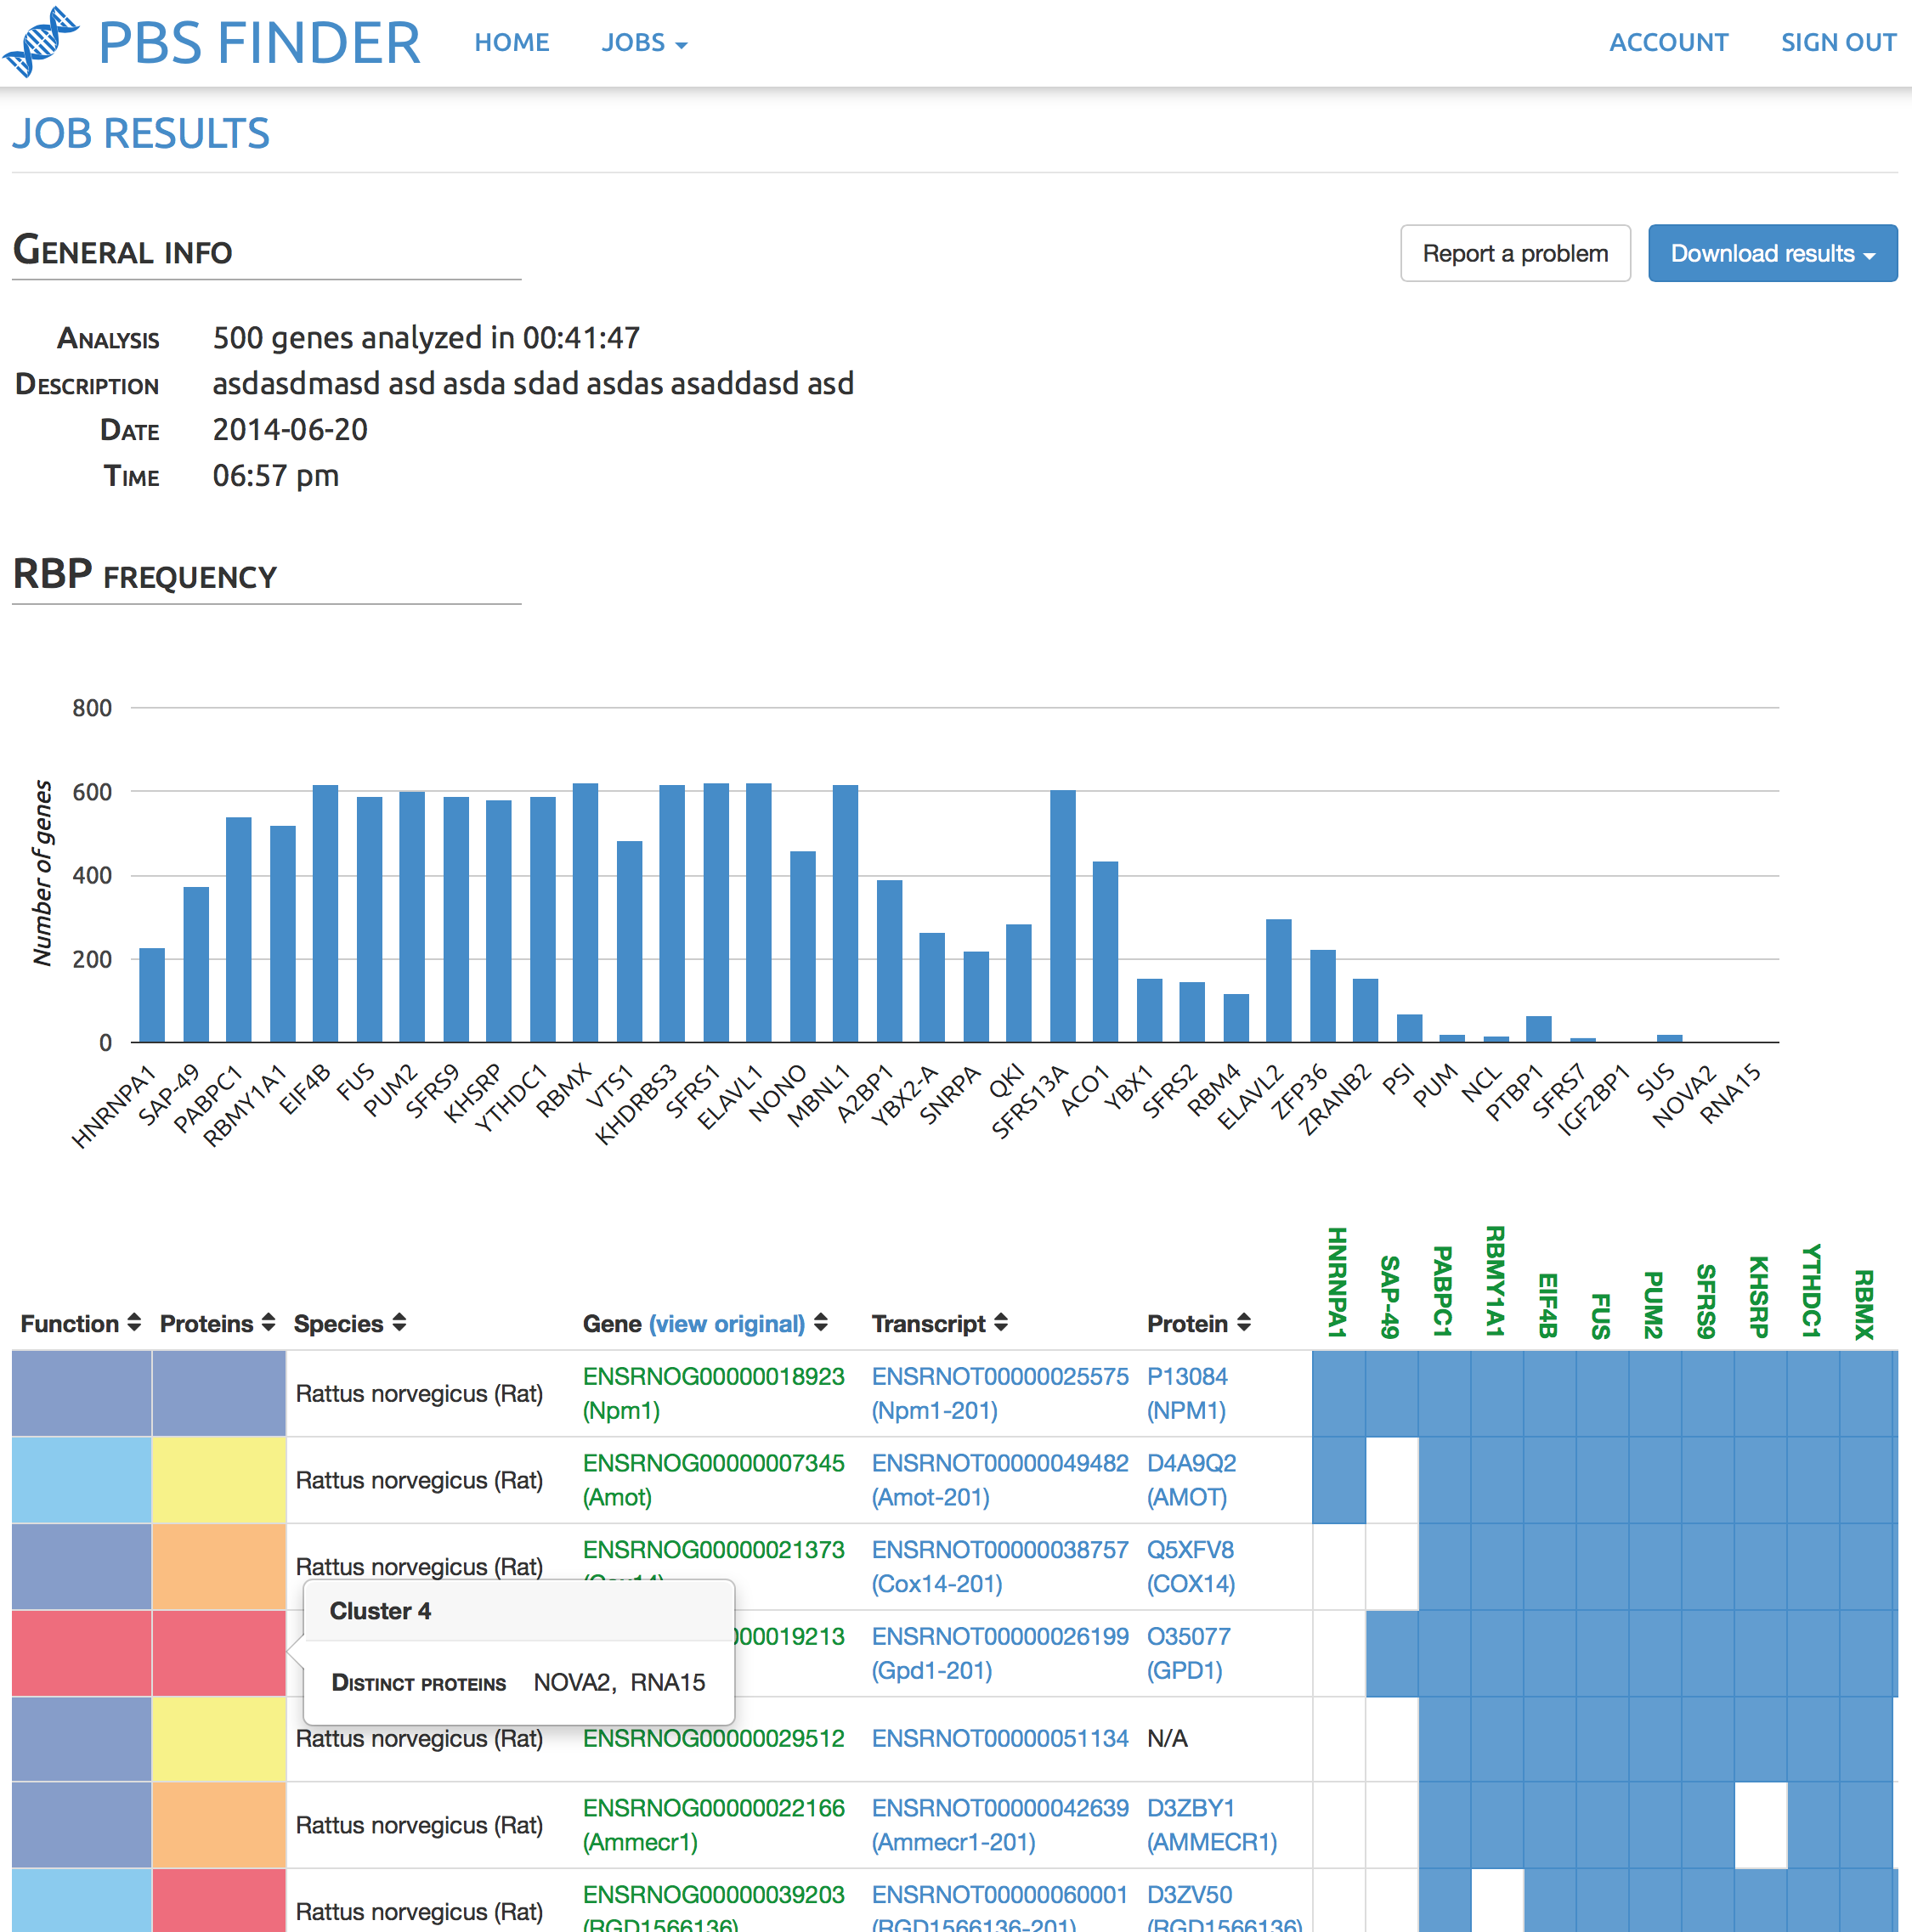 PBS FINDER HOME JOBS ACCOUNT SIGN OUT
JOB RESULTS
GENERAL INFO Report a problem Download results
ANALYSIS 500 genes analyzed in 00:41:47
DESCRIPTION asdasdmasd asd asda sdad asdas asaddasd asd
DATE 2014-06-20
TIME 06:57 pm
RBP FREQUENCY
800
600
400
200
0
Number of genes
HNRNPA1 SAP-49 PABPC1 RBMY1A1 EIF4B FUS PUM2 SFRS9 KHSRP YTHDC1 RBMX VTS1 KHDRBS3 SFRS1 ELAVL1 NONO MBNL1 A2BP1 YBX2-A SNRPA QKI SFRS13A ACO1 YBX1 SFRS2 RBM4 ELAVL2 ZFP36 ZRANB2 PSI PUM NCL PTBP1 SFRS7 IGF2BP1 SUS NOVA2 RNA15
HNRNPA1 SAP-49 PABPC1 RBMY1A1 EIF4B FUS PUM2 SFRS9 KHSRP YTHDC1 RBMX
Function Proteins Species Gene (view original) Transcript Protein
Rattus norvegicus (Rat) ENSRNOG00000018923 ENSRNOT00000025575 P13084
(Npm1) (Npm1-201) (NPM1)
Rattus norvegicus (Rat) ENSRNOG00000007345 ENSRNOT00000049482 D4A9Q2
(Amot) (Amot-201) (AMOT)
Rattus norvegicus (Rat) ENSRNOG00000021373 ENSRNOT00000038757 Q5XFV8
(Cox14-201) (COX14)
Cluster 4
DISTINCT PROTEINS NOVA2, RNA15
000019213 ENSRNOT00000026199 O35077
(Gpd1-201) (GPD1)
Rattus norvegicus (Rat) ENSRNOG00000029512 ENSRNOT00000051134 N/A
Rattus norvegicus (Rat) ENSRNOG00000022166 ENSRNOT00000042639 D3ZBY1
(Ammecr1) (Ammecr1-201) (AMMECR1)
Rattus norvegicus (Rat) ENSRNOG00000039203 ENSRNOT00000060001 D3ZV50
(RGD1566136) (RGD1566136-201) (RGD1566136)